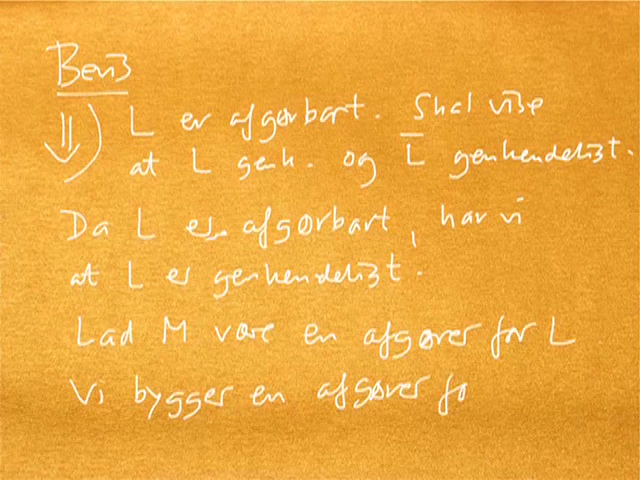 Bevis
⇓) L er afgørbart. Skal vise
at L genk. og L̅ genkendeligt.
Da L er afgørbart, har vi
at L er genkendeligt.
Lad M være en afgører for L
Vi bygger en afgører fo